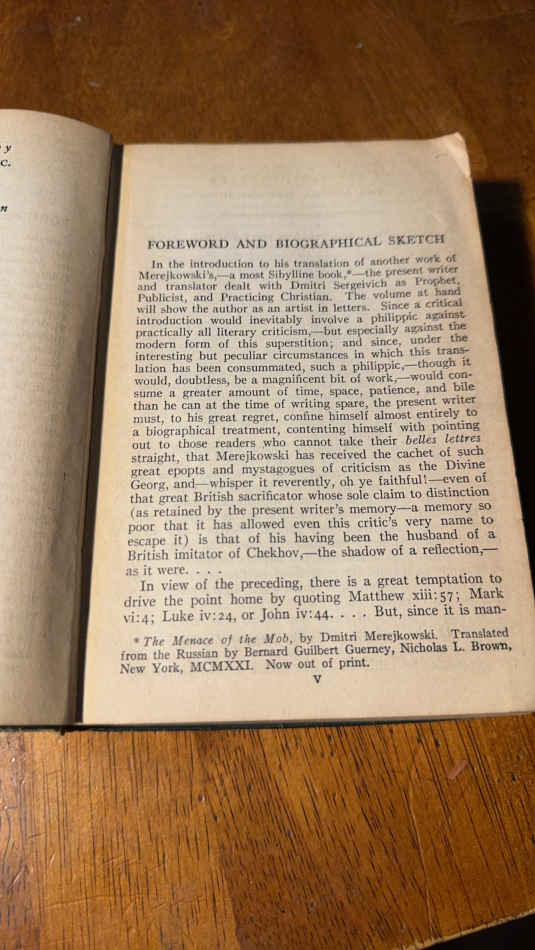 y
c.
n
FOREWORD AND BIOGRAPHICAL SKETCH
In the introduction to his translation of another work of
Merejkowski's,—a most Sibylline book,*—the present writer
and translator dealt with Dmitri Sergeivich as Prophet,
Publicist, and Practicing Christian. The volume at hand
will show the author as an artist in letters. Since a critical
introduction would inevitably involve a philippic against
practically all literary criticism,—but especially against the
modern form of this superstition; and since, under the
interesting but peculiar circumstances in which this trans-
lation has been consummated, such a philippic,—though it
would, doubtless, be a magnificent bit of work,—would con-
sume a greater amount of time, space, patience, and bile
than he can at the time of writing spare, the present writer
must, to his great regret, confine himself almost entirely to
a biographical treatment, contenting himself with pointing
out to those readers who cannot take their belles lettres
straight, that Merejkowski has received the cachet of such
great epopts and mystagogues of criticism as the Divine
Georg, and—whisper it reverently, oh ye faithful!—even of
that great British sacrificator whose sole claim to distinction
(as retained by the present writer's memory—a memory so
poor that it has allowed even this critic's very name to
escape it) is that of his having been the husband of a
British imitator of Chekhov,—the shadow of a reflection,—
as it were. . . .
In view of the preceding, there is a great temptation to
drive the point home by quoting Matthew xiii:57; Mark
vi:4; Luke iv:24, or John iv:44. . . . But, since it is man-
* The Menace of the Mob, by Dmitri Merejkowski. Translated
from the Russian by Bernard Guilbert Guerney, Nicholas L. Brown,
New York, MCMXXI. Now out of print.
v